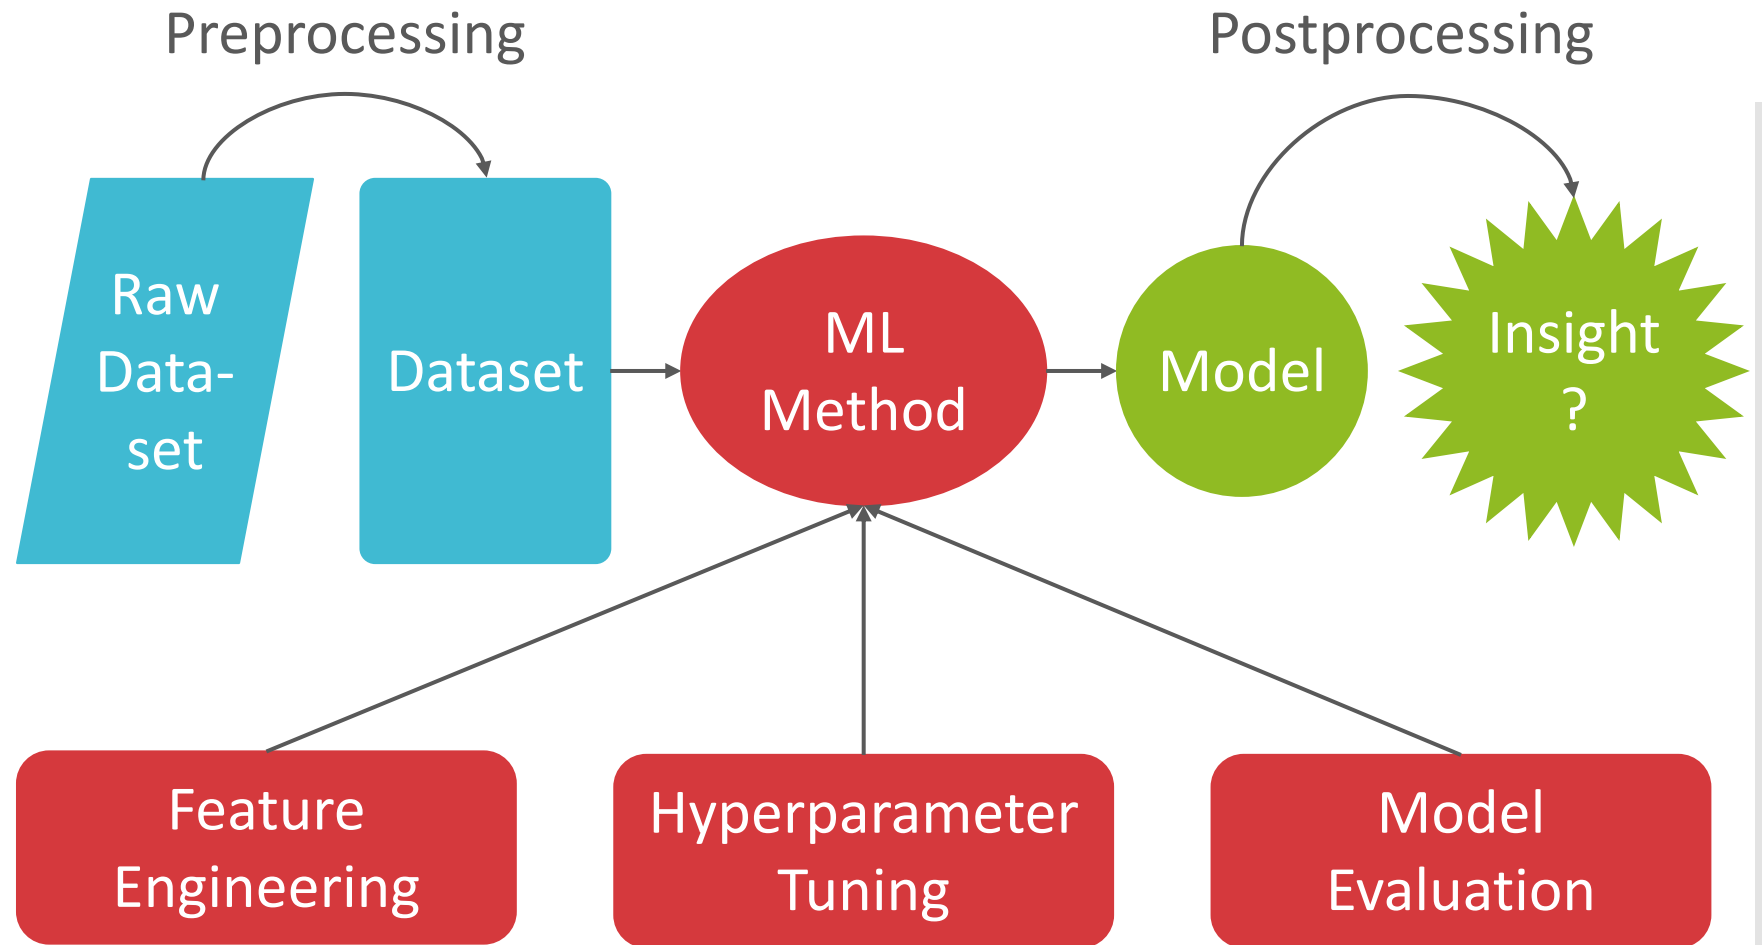 Preprocessing
Postprocessing
Raw
Data-
set
Dataset
ML
Method
Model
Insight
?
Feature
Engineering
Hyperparameter
Tuning
Model
Evaluation